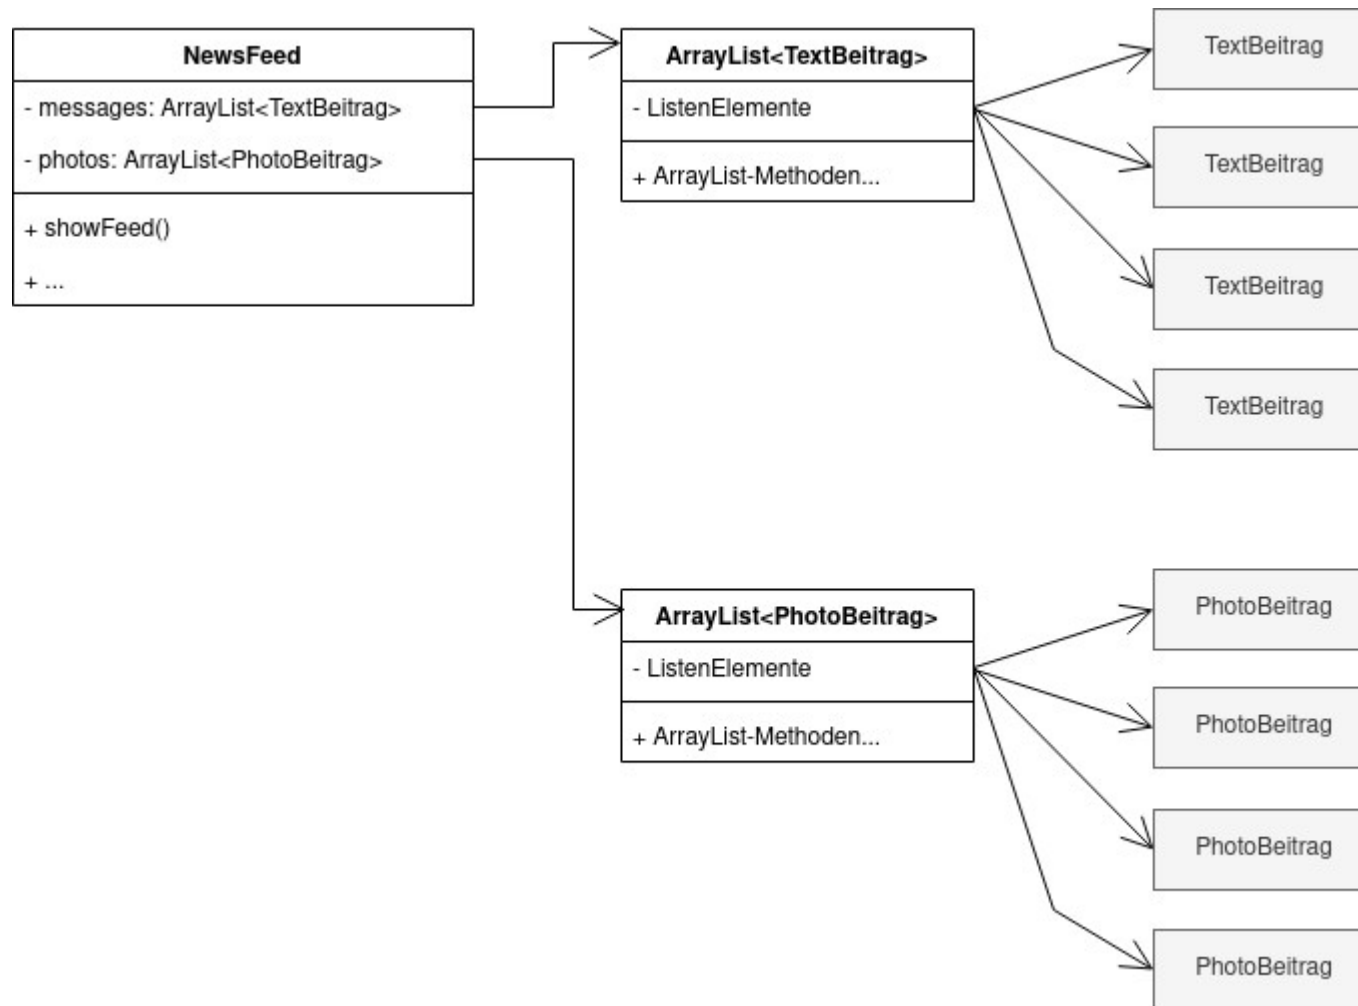 NewsFeed
- messages: ArrayList<TextBeitrag>
- photos: ArrayList<PhotoBeitrag>
+ showFeed()
+ ...
ArrayList<TextBeitrag>
- ListenElemente
+ ArrayList-Methoden...
TextBeitrag
TextBeitrag
TextBeitrag
TextBeitrag
ArrayList<PhotoBeitrag>
- ListenElemente
+ ArrayList-Methoden...
PhotoBeitrag
PhotoBeitrag
PhotoBeitrag
PhotoBeitrag